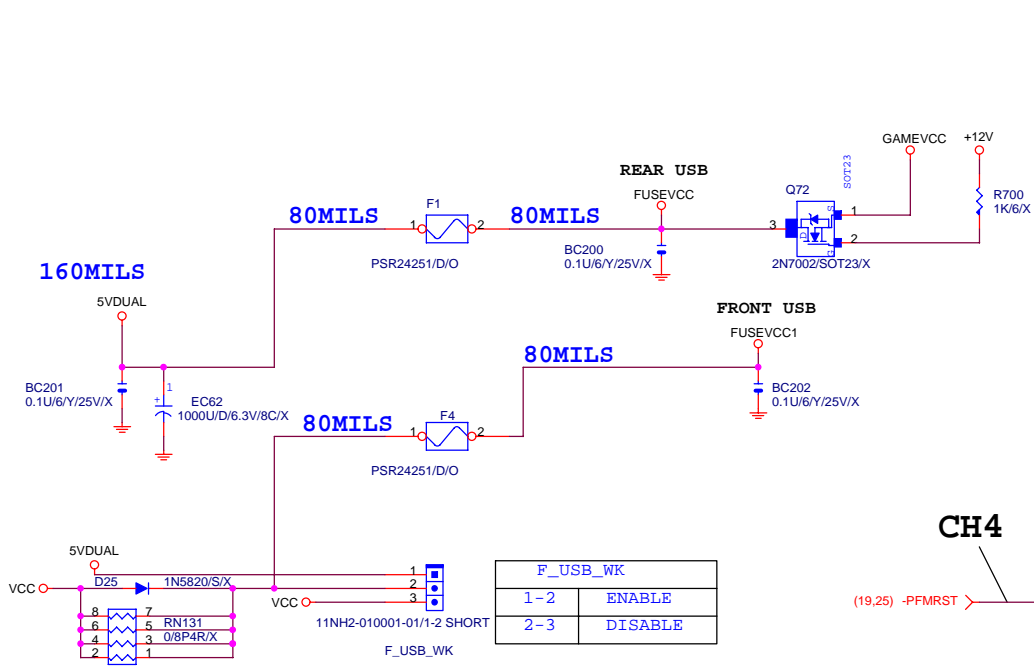 GAMEVCC
+12V
REAR USB
SOT23
Q72
R700
1K/6/X
FUSEVCC
F1
80MILS
1
2
80MILS
3
S
D
G
1
2
BC200
0.1U/6/Y/25V/X
PSR24251/D/O
2N7002/SOT23/X
160MILS
5VDUAL
FRONT USB
FUSEVCC1
80MILS
BC201
0.1U/6/Y/25V/X
1
+
EC62
1000U/D/6.3V/8C/X
BC202
0.1U/6/Y/25V/X
80MILS
F4
1
2
PSR24251/D/O
CH4
5VDUAL
VCC
D25
1N5820/S/X
1
2
3
VCC
F_USB_WK
1-2 ENABLE
2-3 DISABLE
(19,25) -PFMRST
8 7
6 5
4 3
2 1
RN131
0/8P4R/X
11NH2-010001-01/1-2 SHORT
F_USB_WK